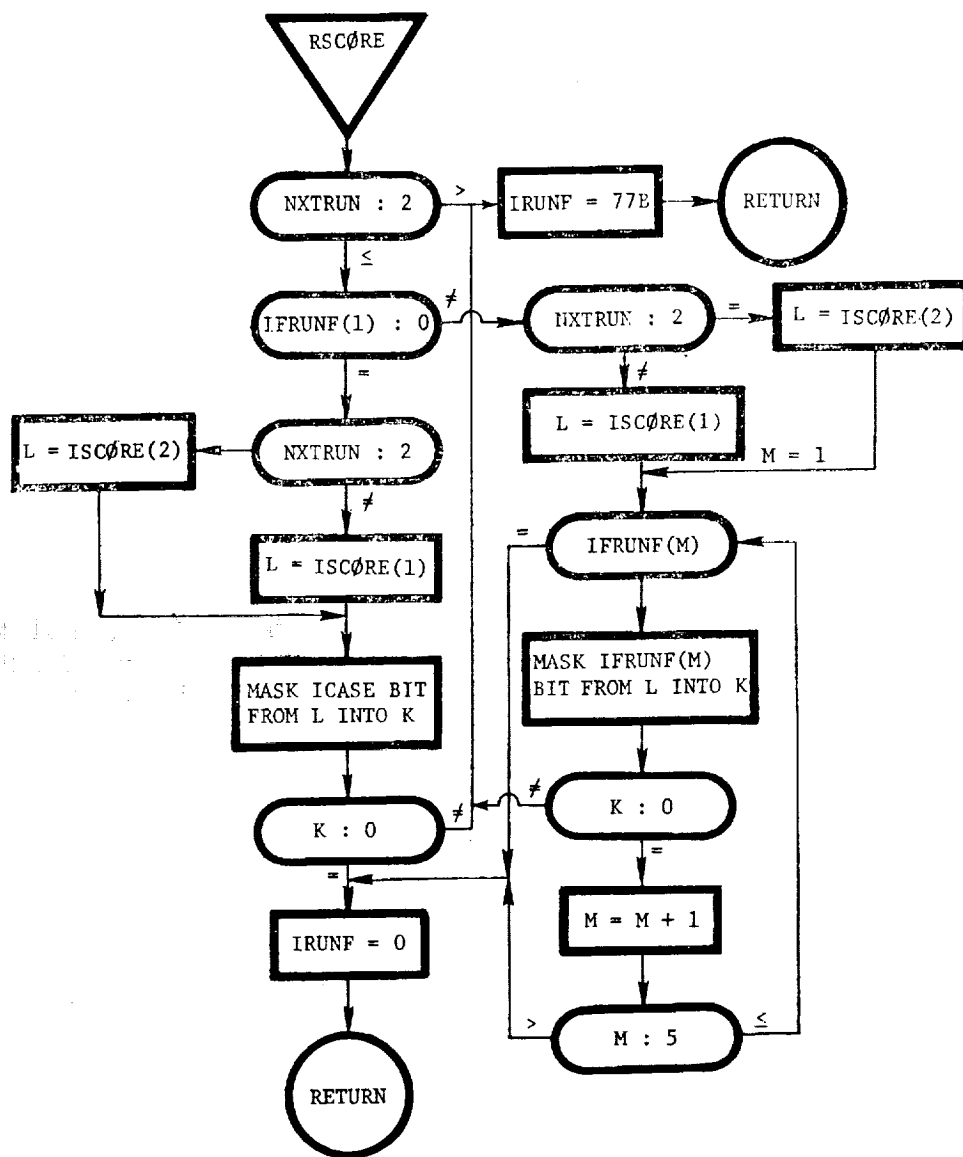 RSCØRE
NXTRUN : 2
>
IRUNF = 77B
RETURN
≤
IFRUNF(1) : 0
≠
NXTRUN : 2
=
L = ISCØRE(2)
=
≠
L = ISCØRE(2)
NXTRUN : 2
L = ISCØRE(1)
M = 1
≠
L = ISCØRE(1)
=
IFRUNF(M)
MASK ICASE BIT
FROM L INTO K
MASK IFRUNF(M)
BIT FROM L INTO K
K : 0
≠
≠
K : 0
=
=
IRUNF = 0
M = M + 1
>
M : 5
≤
RETURN